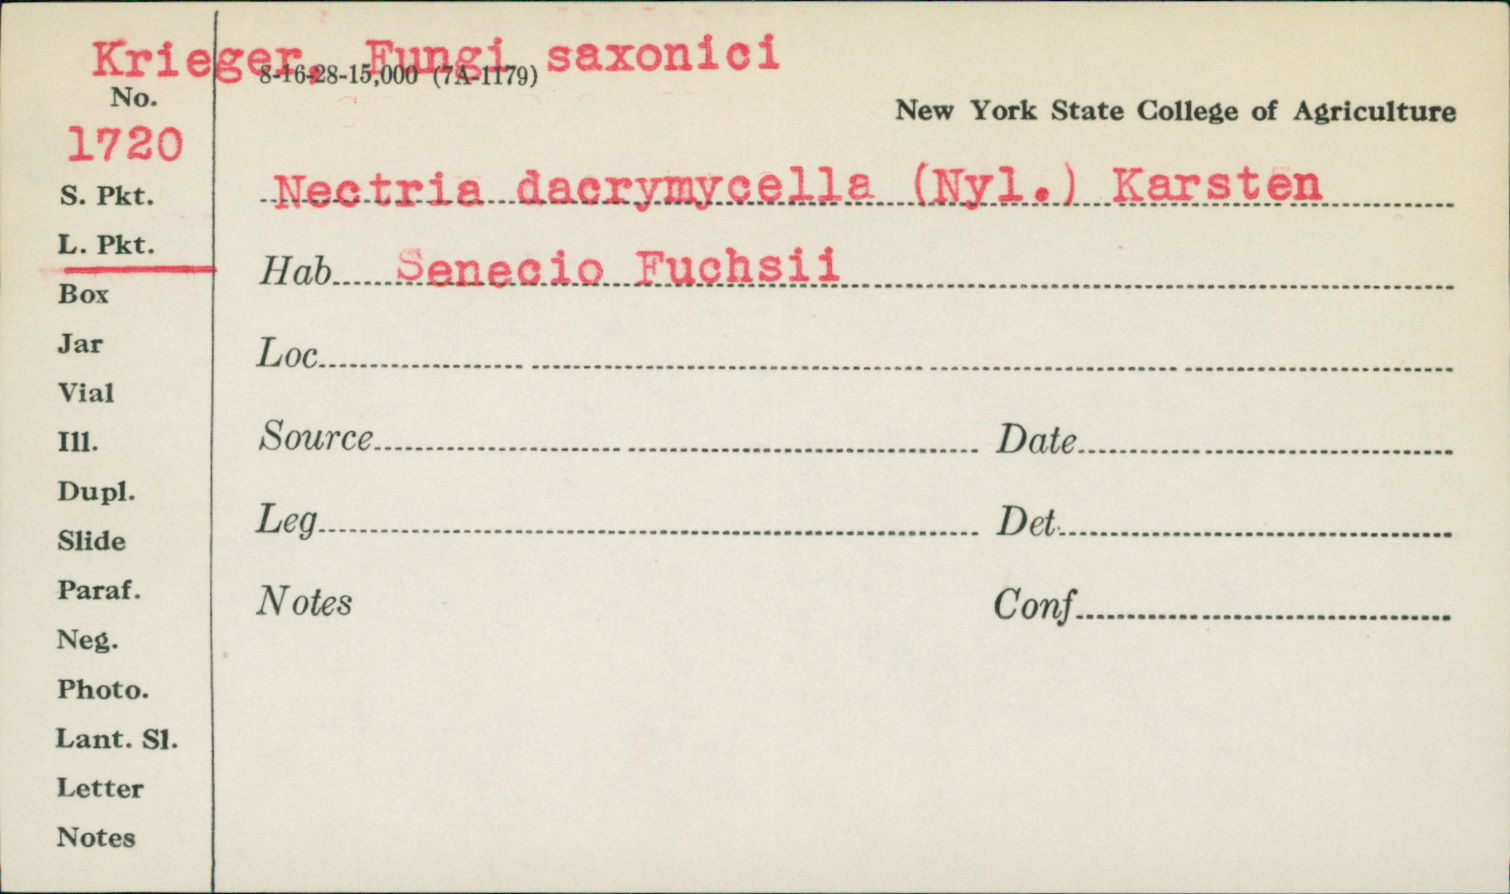 Krieger, Fungi saxonici
8-16-28-15,000 (7A-1179)
No.
New York State College of Agriculture
1720
S. Pkt.
Nectria dacrymycella (Nyl.) Karsten
L. Pkt.
Hab Senecio Fuchsii
Box
Jar
Loc
Vial
Ill.
Source Date
Dupl.
Slide
Leg Det
Paraf.
Notes Conf
Neg.
Photo.
Lant. Sl.
Letter
Notes